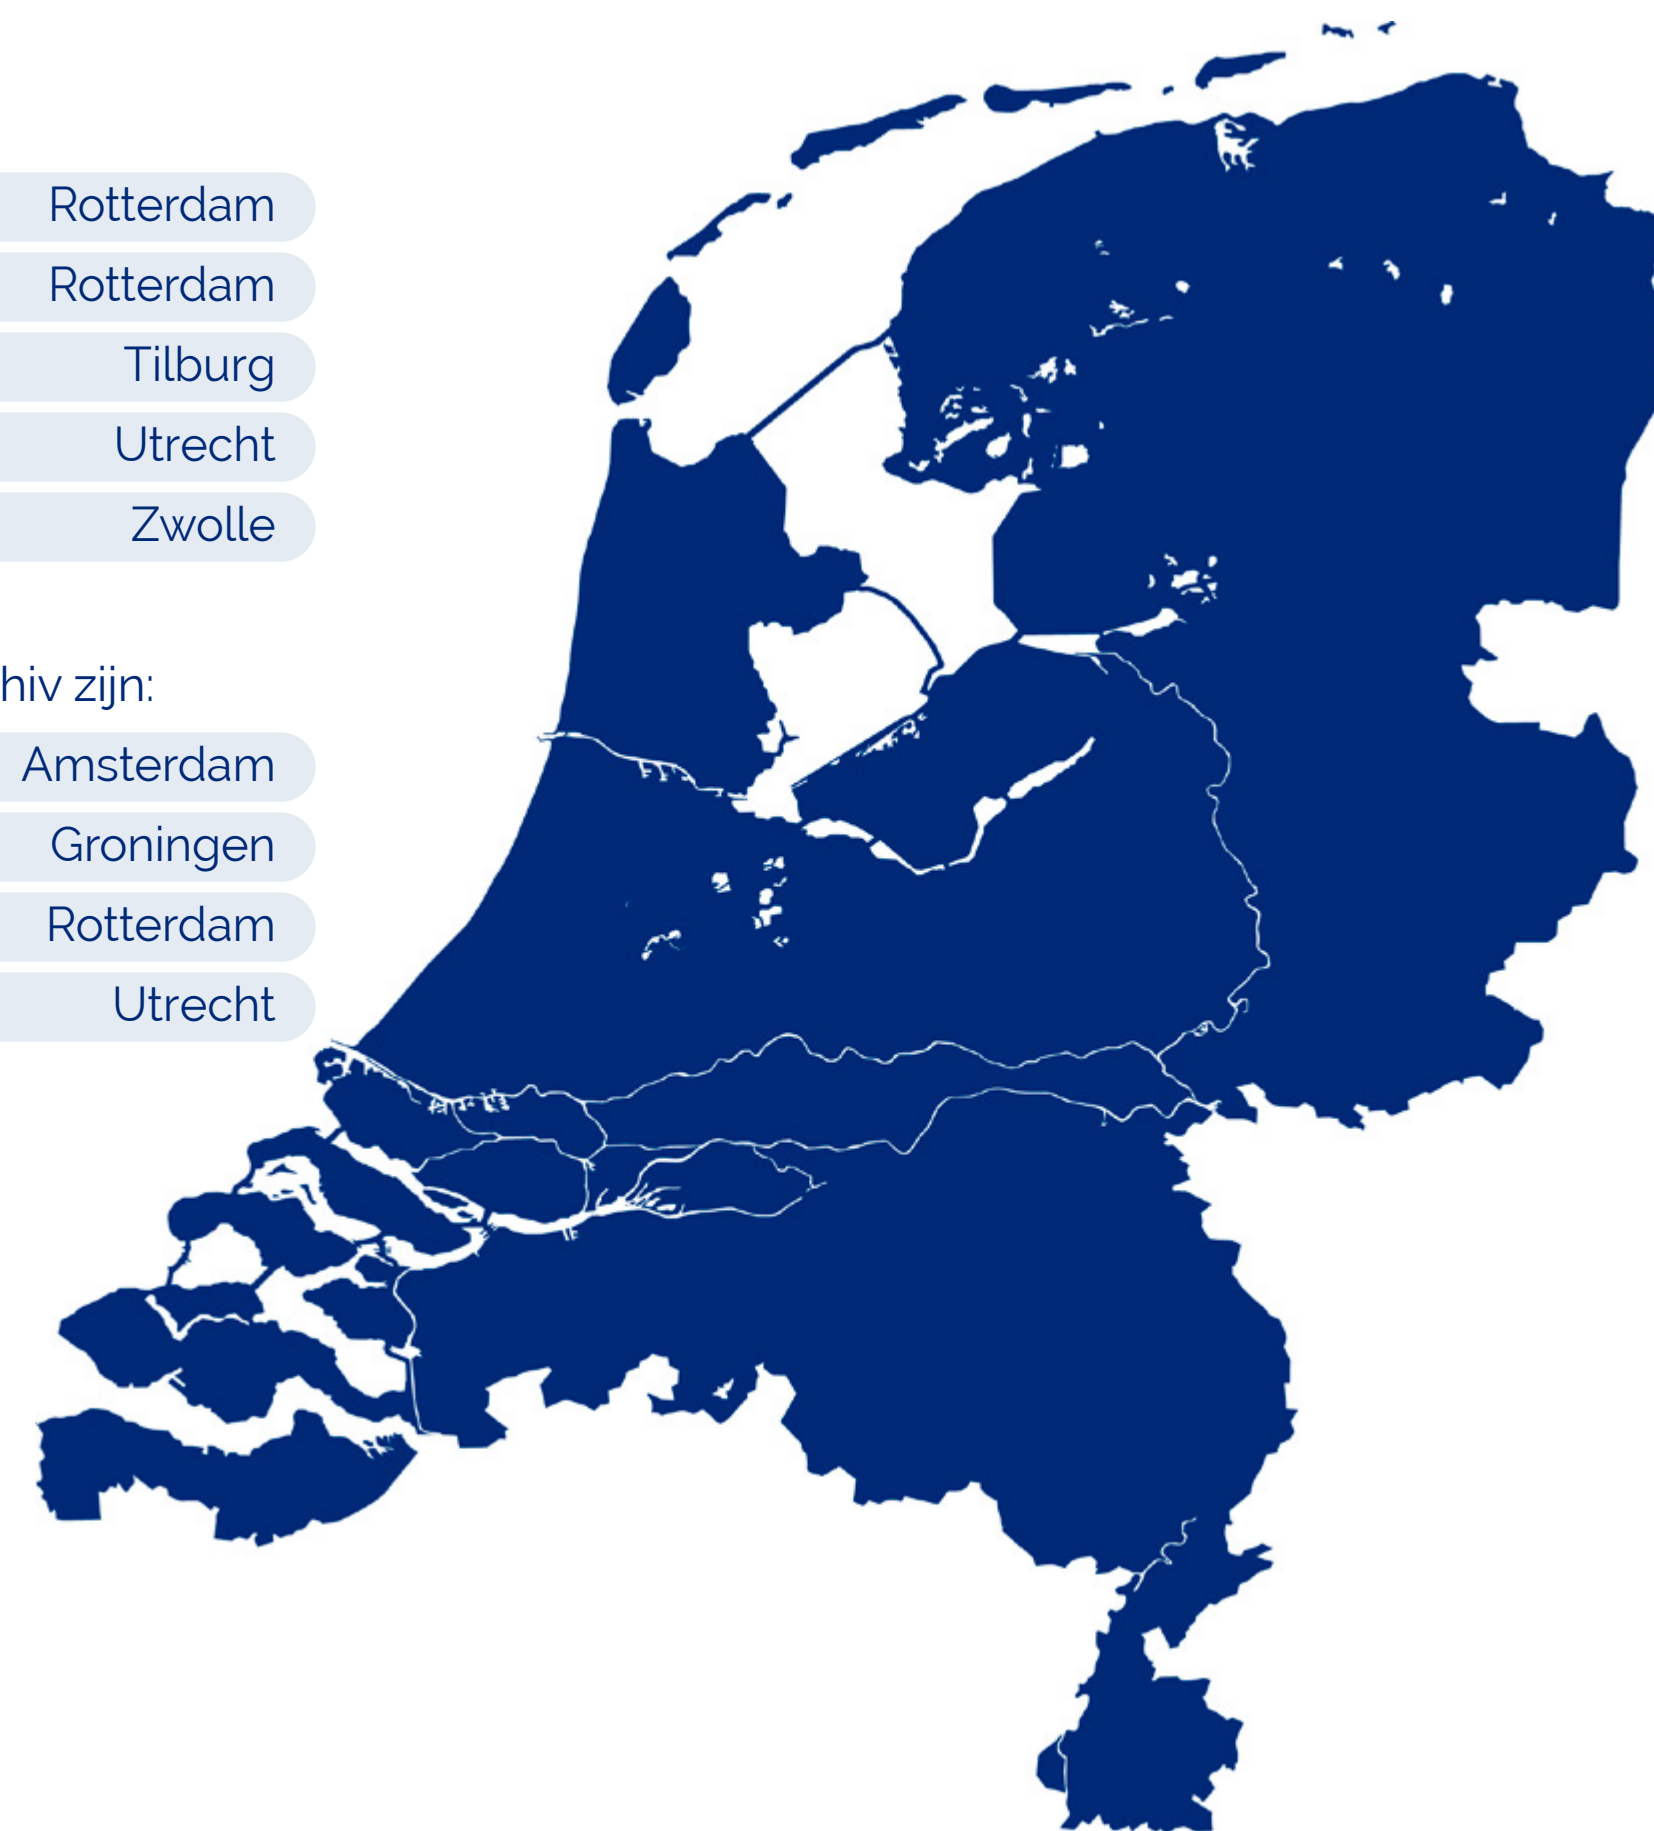 Rotterdam
Rotterdam
Tilburg
Utrecht
Zwolle
hiv zijn:
Amsterdam
Groningen
Rotterdam
Utrecht